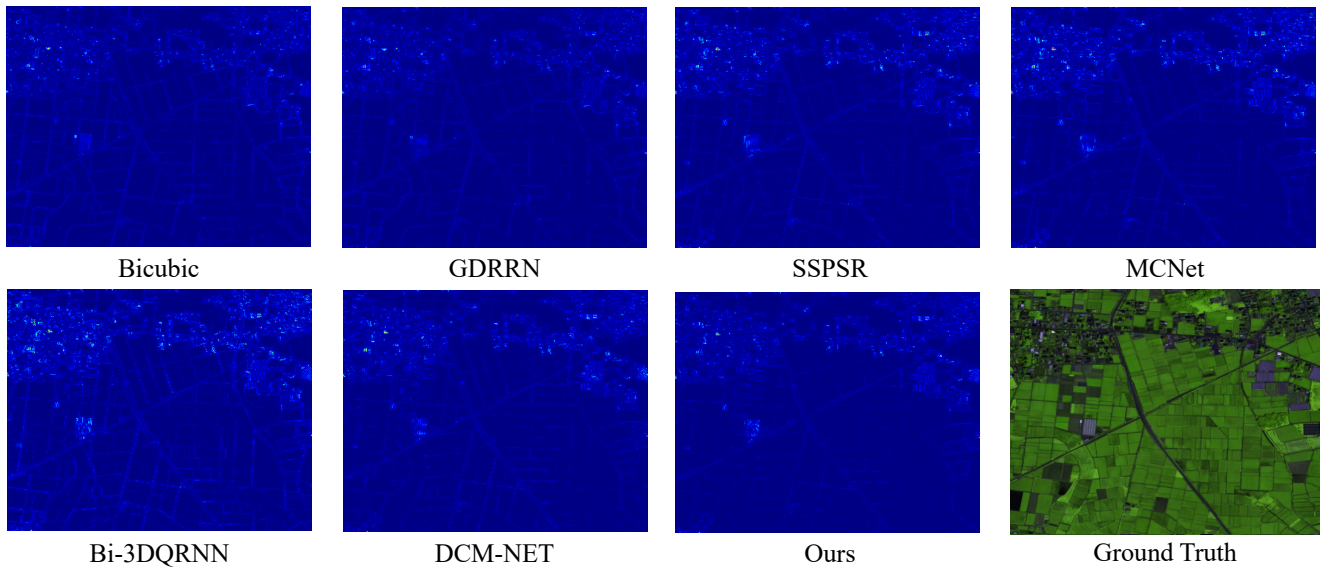 Bicubic
GDRRN
SSPSR
MCNet
Bi-3DQRNN
DCM-NET
Ours
Ground Truth